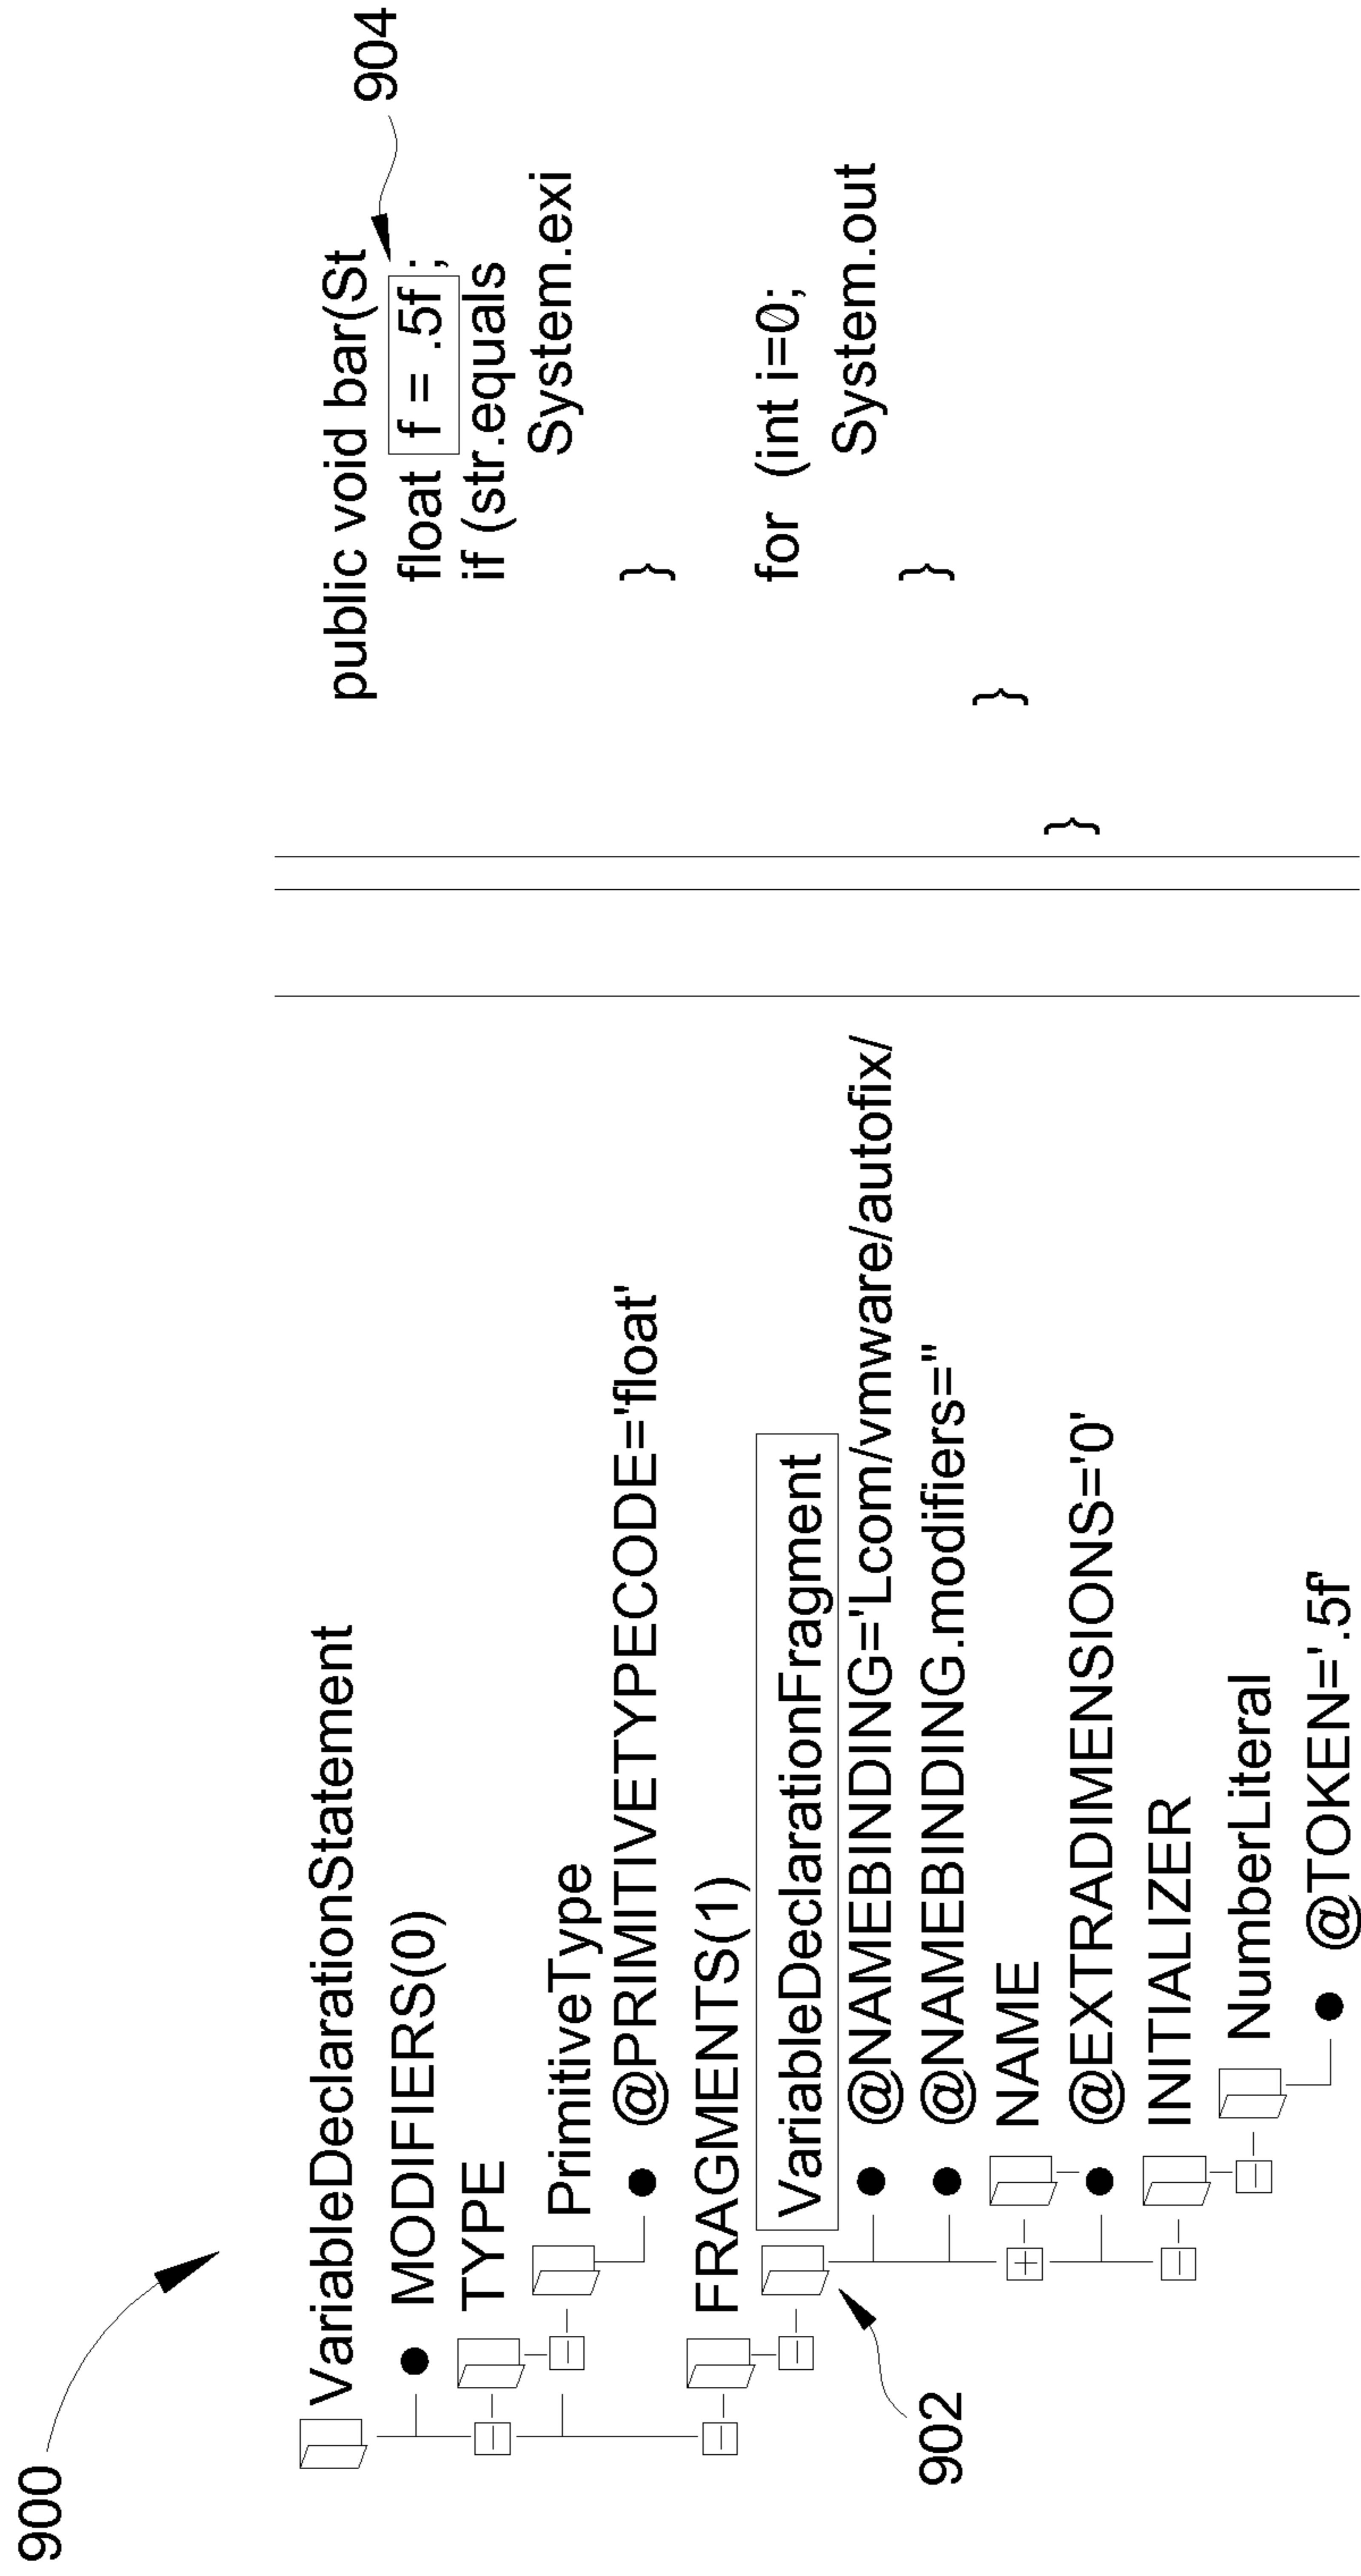 900
VariableDeclarationStatement
MODIFIERS(0)
TYPE
PrimitiveType
@PRIMITIVETYPECODE='float'
FRAGMENTS(1)
902
VariableDeclarationFragment
@NAMEBINDING='Lcom/vmware/autofix/
@NAMEBINDING.modifiers="
NAME
@EXTRADIMENSIONS='0'
INITIALIZER
NumberLiteral
@TOKEN='.5f'
904
public void bar(St
float f = .5f ;
if (str.equals
System.exi
}
for (int i=0;
System.out
}
}
}